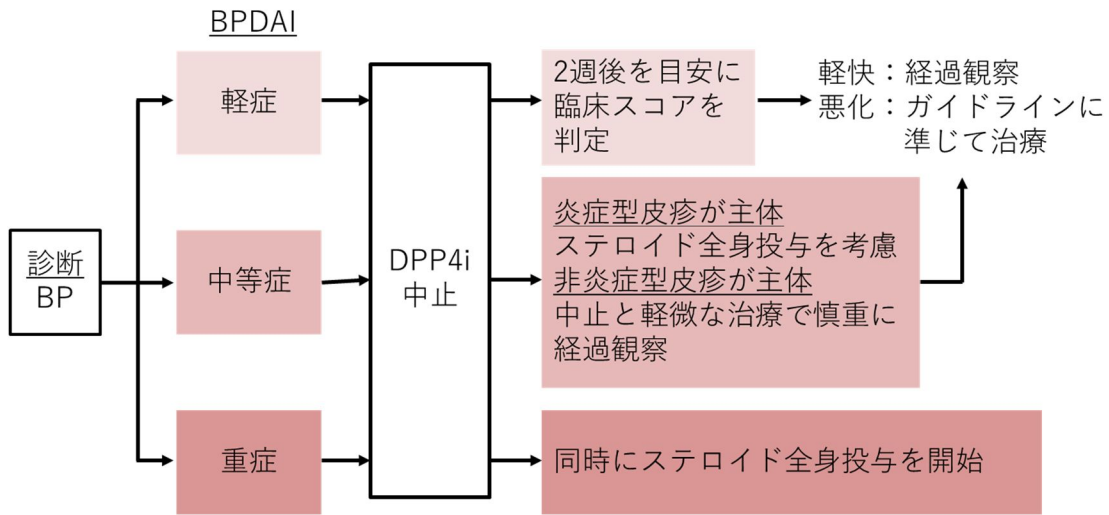 BPDAI
診断
BP
軽症
中等症
重症
DPP4i
中止
2週後を目安に
臨床スコアを
判定
炎症型皮疹が主体
ステロイド全身投与を考慮
非炎症型皮疹が主体
中止と軽微な治療で慎重に
経過観察
同時にステロイド全身投与を開始
軽快：経過観察
悪化：ガイドラインに
準じて治療